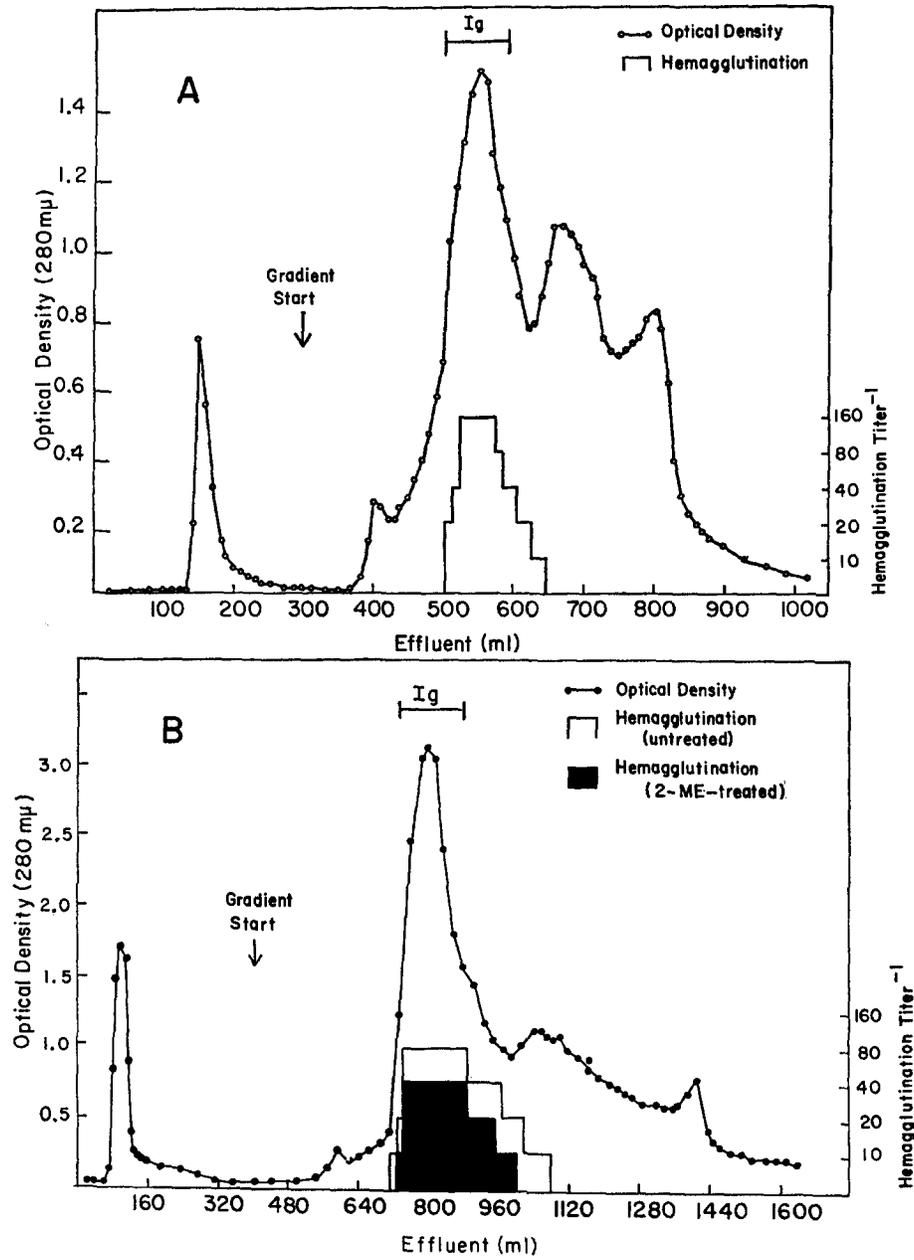 Ig
Optical Density
Hemagglutination
A
1.4
1.2
1.0
0.8
0.6
0.4
0.2
Optical Density (280mμ)
Gradient
Start
160
80
40
20
10
Hemagglutination Titer-1
100 200 300 400 500 600 700 800 900 1000
Effluent (ml)
Ig
Optical Density
Hemagglutination
(untreated)
Hemagglutination
(2-ME-treated)
B
3.0
2.5
2.0
1.5
1.0
0.5
Optical Density (280 mμ)
Gradient
Start
160
80
40
20
10
Hemagglutination Titer-1
160 320 480 640 800 960 1120 1280 1440 1600
Effluent (ml)